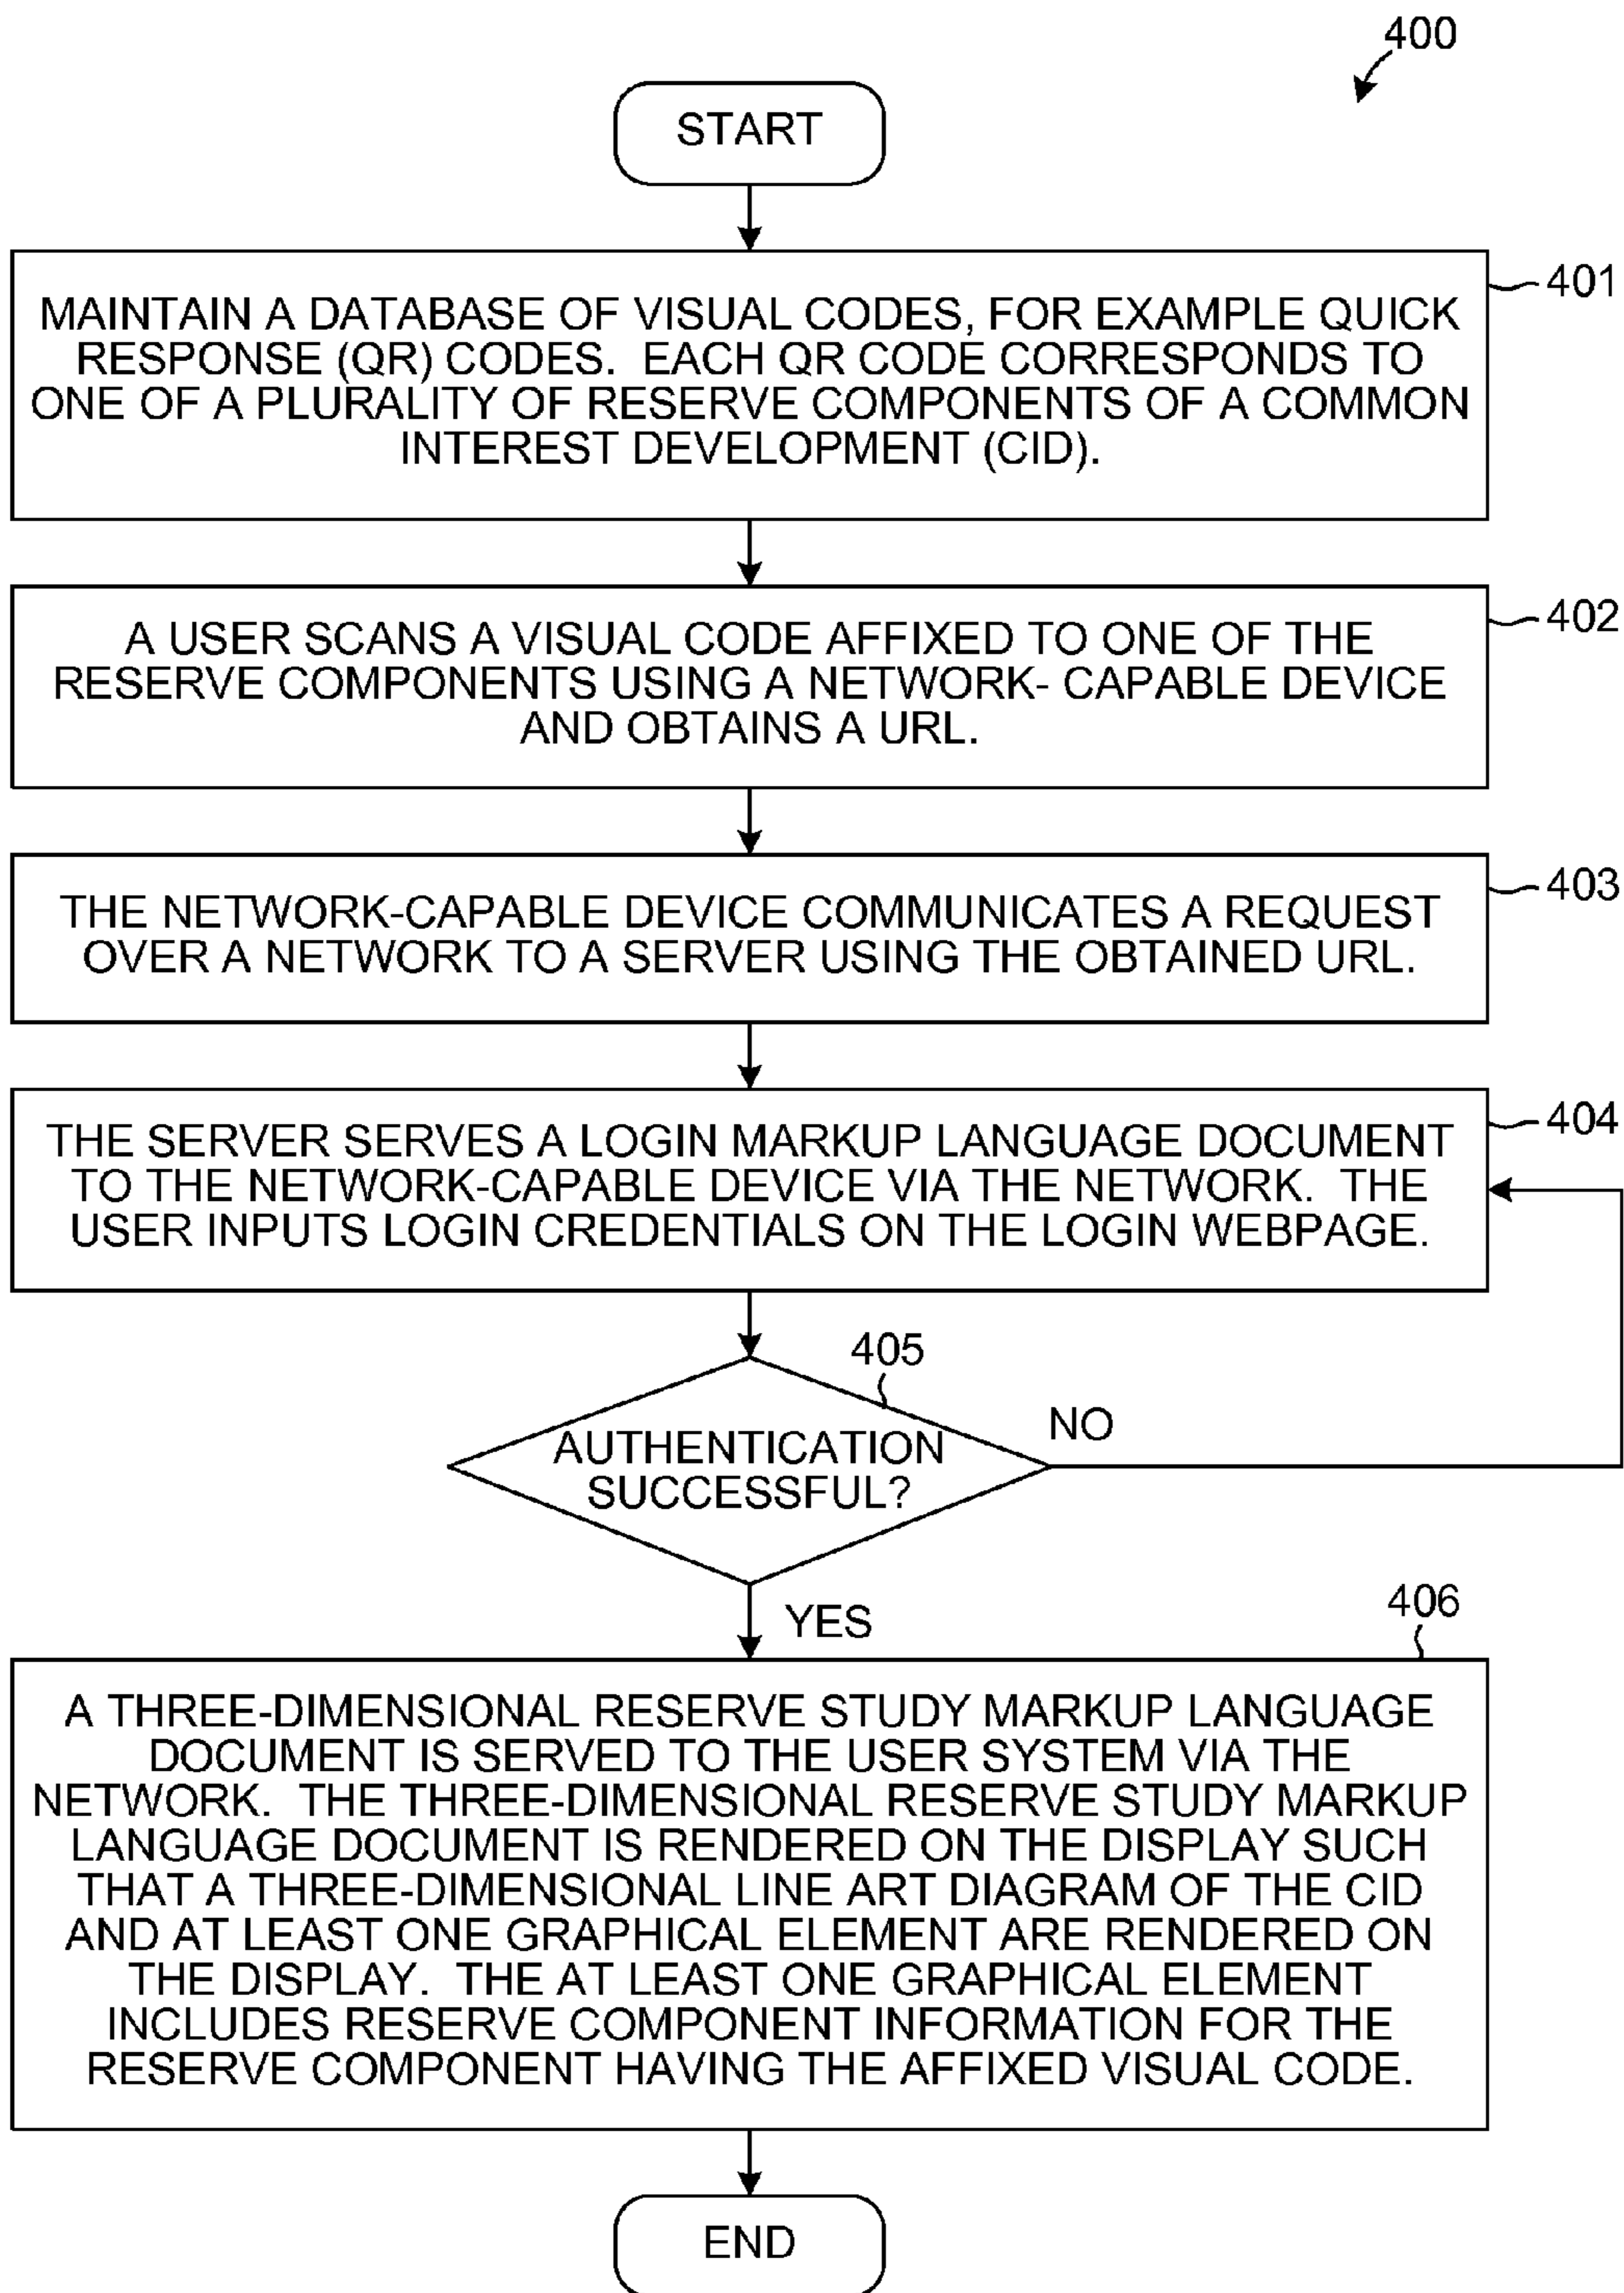 400
START
401
MAINTAIN A DATABASE OF VISUAL CODES, FOR EXAMPLE QUICK
RESPONSE (QR) CODES. EACH QR CODE CORRESPONDS TO
ONE OF A PLURALITY OF RESERVE COMPONENTS OF A COMMON
INTEREST DEVELOPMENT (CID).
402
A USER SCANS A VISUAL CODE AFFIXED TO ONE OF THE
RESERVE COMPONENTS USING A NETWORK- CAPABLE DEVICE
AND OBTAINS A URL.
403
THE NETWORK-CAPABLE DEVICE COMMUNICATES A REQUEST
OVER A NETWORK TO A SERVER USING THE OBTAINED URL.
404
THE SERVER SERVES A LOGIN MARKUP LANGUAGE DOCUMENT
TO THE NETWORK-CAPABLE DEVICE VIA THE NETWORK. THE
USER INPUTS LOGIN CREDENTIALS ON THE LOGIN WEBPAGE.
405
AUTHENTICATION
SUCCESSFUL?
NO
YES
406
A THREE-DIMENSIONAL RESERVE STUDY MARKUP LANGUAGE
DOCUMENT IS SERVED TO THE USER SYSTEM VIA THE
NETWORK. THE THREE-DIMENSIONAL RESERVE STUDY MARKUP
LANGUAGE DOCUMENT IS RENDERED ON THE DISPLAY SUCH
THAT A THREE-DIMENSIONAL LINE ART DIAGRAM OF THE CID
AND AT LEAST ONE GRAPHICAL ELEMENT ARE RENDERED ON
THE DISPLAY. THE AT LEAST ONE GRAPHICAL ELEMENT
INCLUDES RESERVE COMPONENT INFORMATION FOR THE
RESERVE COMPONENT HAVING THE AFFIXED VISUAL CODE.
END